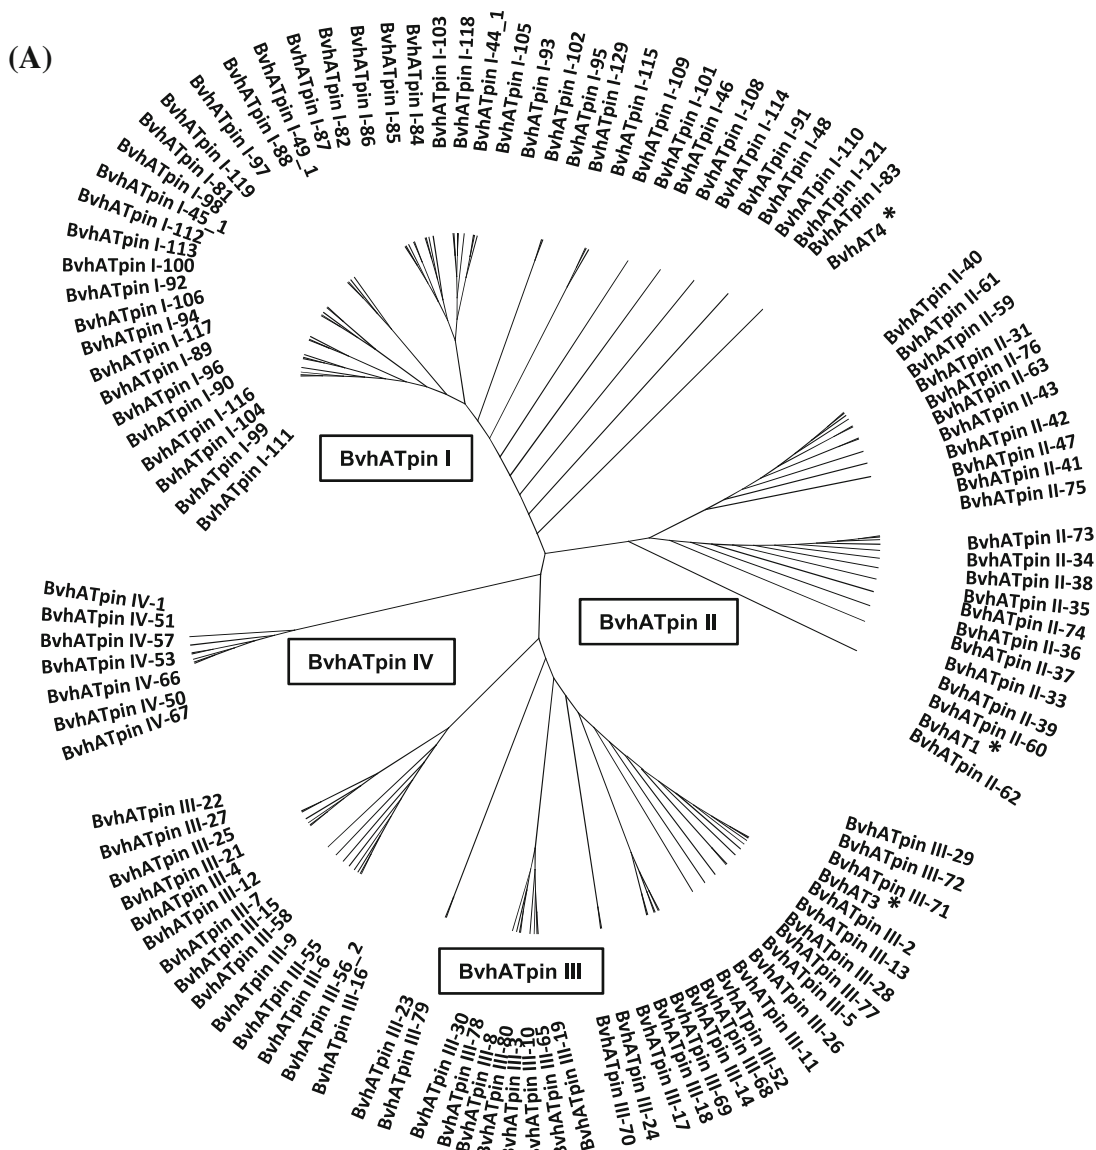 (A)
BvhATpin I-111
BvhATpin I-99
BvhATpin I-104
BvhATpin I-116
BvhATpin I-90
BvhATpin I-96
BvhATpin I-89
BvhATpin I-117
BvhATpin I-94
BvhATpin I-106
BvhATpin I-92
BvhATpin I-100
BvhATpin I-113
BvhATpin I-112
BvhATpin I-45_1
BvhATpin I-98
BvhATpin I-81
BvhATpin I-119
BvhATpin I-97
BvhATpin I-88_1
BvhATpin I-49_1
BvhATpin I-87
BvhATpin I-82
BvhATpin I-86
BvhATpin I-85
BvhATpin I-84
BvhATpin I-103
BvhATpin I-118
BvhATpin I-44_1
BvhATpin I-105
BvhATpin I-93
BvhATpin I-102
BvhATpin I-95
BvhATpin I-129
BvhATpin I-115
BvhATpin I-109
BvhATpin I-101
BvhATpin I-46
BvhATpin I-108
BvhATpin I-114
BvhATpin I-91
BvhATpin I-48
BvhATpin I-110
BvhATpin I-121
BvhATpin I-83
BvhAT4 *
BvhATpin II-40
BvhATpin II-61
BvhATpin II-59
BvhATpin II-31
BvhATpin II-76
BvhATpin II-63
BvhATpin II-43
BvhATpin II-42
BvhATpin II-47
BvhATpin II-41
BvhATpin II-75
BvhATpin II-73
BvhATpin II-34
BvhATpin II-38
BvhATpin II-35
BvhATpin II-74
BvhATpin II-36
BvhATpin II-37
BvhATpin II-33
BvhATpin II-39
BvhATpin II-60
BvhAT1 *
BvhATpin II-62
BvhATpin III-29
BvhATpin III-72
BvhATpin III-71
BvhAT3 *
BvhATpin III-2
BvhATpin III-13
BvhATpin III-28
BvhATpin III-77
BvhATpin III-5
BvhATpin III-26
BvhATpin III-11
BvhATpin III-52
BvhATpin III-68
BvhATpin III-14
BvhATpin III-69
BvhATpin III-18
BvhATpin III-17
BvhATpin III-24
BvhATpin III-70
BvhATpin III-19
BvhATpin III-65
BvhATpin III-10
BvhATpin III-3
BvhATpin III-80
BvhATpin III-8
BvhATpin III-78
BvhATpin III-30
BvhATpin III-79
BvhATpin III-23
BvhATpin III-16
BvhATpin III-56_2
BvhATpin III-6
BvhATpin III-55
BvhATpin III-9
BvhATpin III-58
BvhATpin III-15
BvhATpin III-7
BvhATpin III-12
BvhATpin III-4
BvhATpin III-21
BvhATpin III-25
BvhATpin III-27
BvhATpin III-22
BvhATpin IV-67
BvhATpin IV-50
BvhATpin IV-66
BvhATpin IV-53
BvhATpin IV-57
BvhATpin IV-51
BvhATpin IV-1
BvhATpin I
BvhATpin II
BvhATpin IV
BvhATpin III